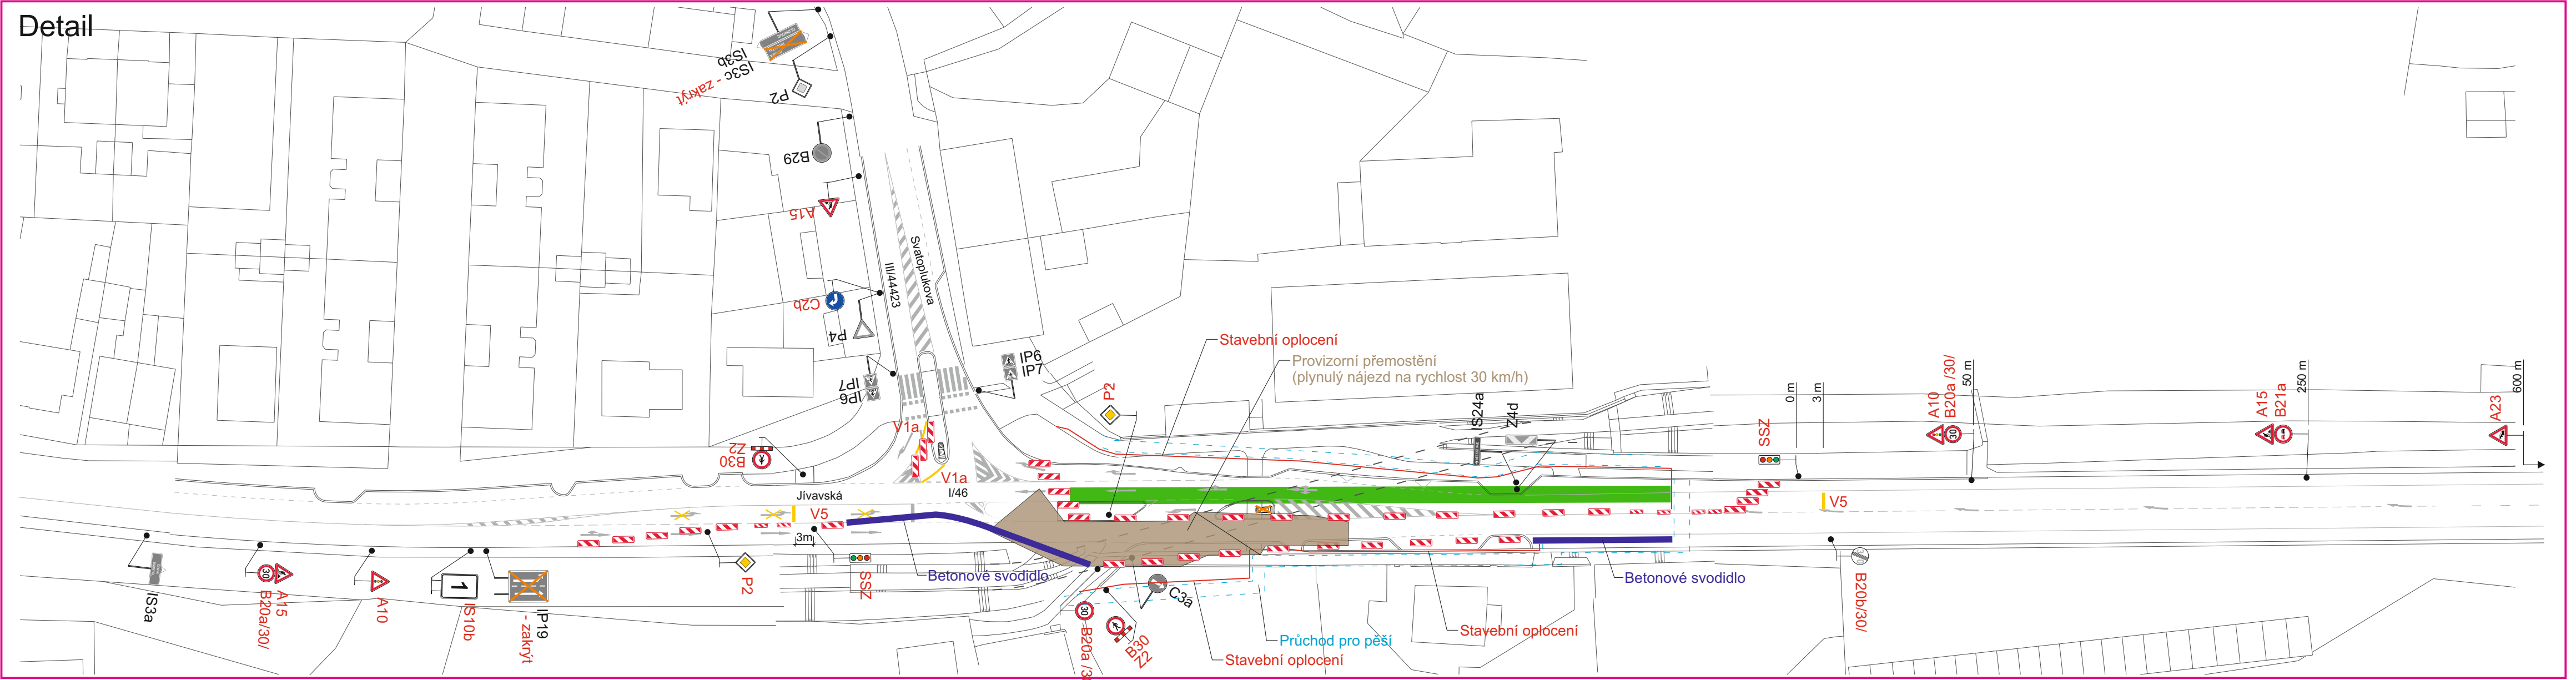 Detail
IS3b
IS3c - zakrýt
P2
B29
A15
III/44423
Svatoplukova
C2b
P4
IP7
IP6
IP6
IP7
Stavební oplocení
Provizorní přemostění
(plynulý nájezd na rychlost 30 km/h)
P2
IS24a
Z4d
SSZ
0 m
3 m
A10
B20a /30/
50 m
30
A15
B21a
250 m
A23
600 m
V1a
V1a
I/46
Z2
B30
Jívavská
V5
3m
V5
IS3a
30
A15
B20a/30/
A10
1
IS10b
IP19
- zakrýt
P2
SSZ
Betonové svodidlo
30
B20a /3
B30
Z2
C3a
Průchod pro pěší
Stavební oplocení
Stavební oplocení
Betonové svodidlo
B20b/30/